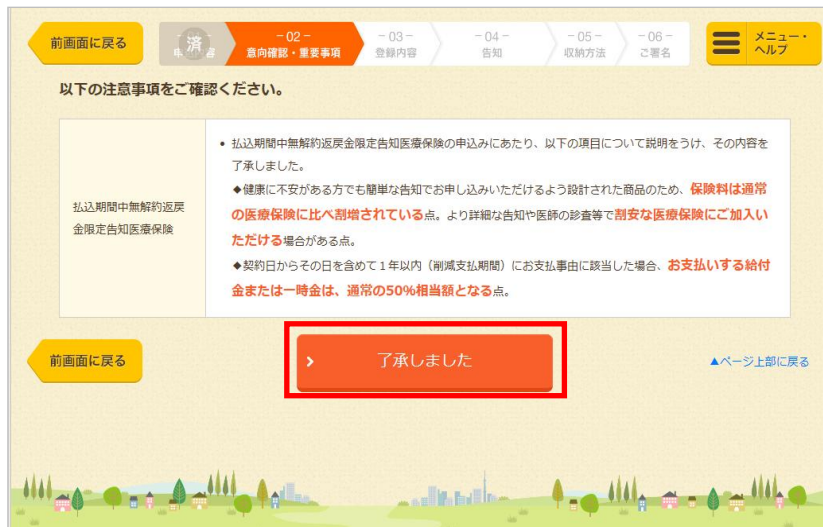 前画面に戻る
済
- 02 -
意向確認・重要事項
- 03 -
登録内容
- 04 -
告知
- 05 -
収納方法
- 06 -
ご署名
メニュー・
ヘルプ
以下の注意事項をご確認ください。
払込期間中無解約返戻
金限定告知医療保険
• 払込期間中無解約返戻金限定告知医療保険の申込みにあたり、以下の項目について説明をうけ、その内容を
了承しました。
◆健康に不安がある方でも簡単な告知でお申し込みいただけるよう設計された商品のため、保険料は通常
の医療保険に比べ割増されている点。より詳細な告知や医師の診査等で割安な医療保険にご加入い
ただける場合がある点。
◆契約日からその日を含めて１年以内（削減支払期間）にお支払事由に該当した場合、お支払いする給付
金または一時金は、通常の50%相当額となる点。
前画面に戻る
了承しました
▲ページ上部に戻る